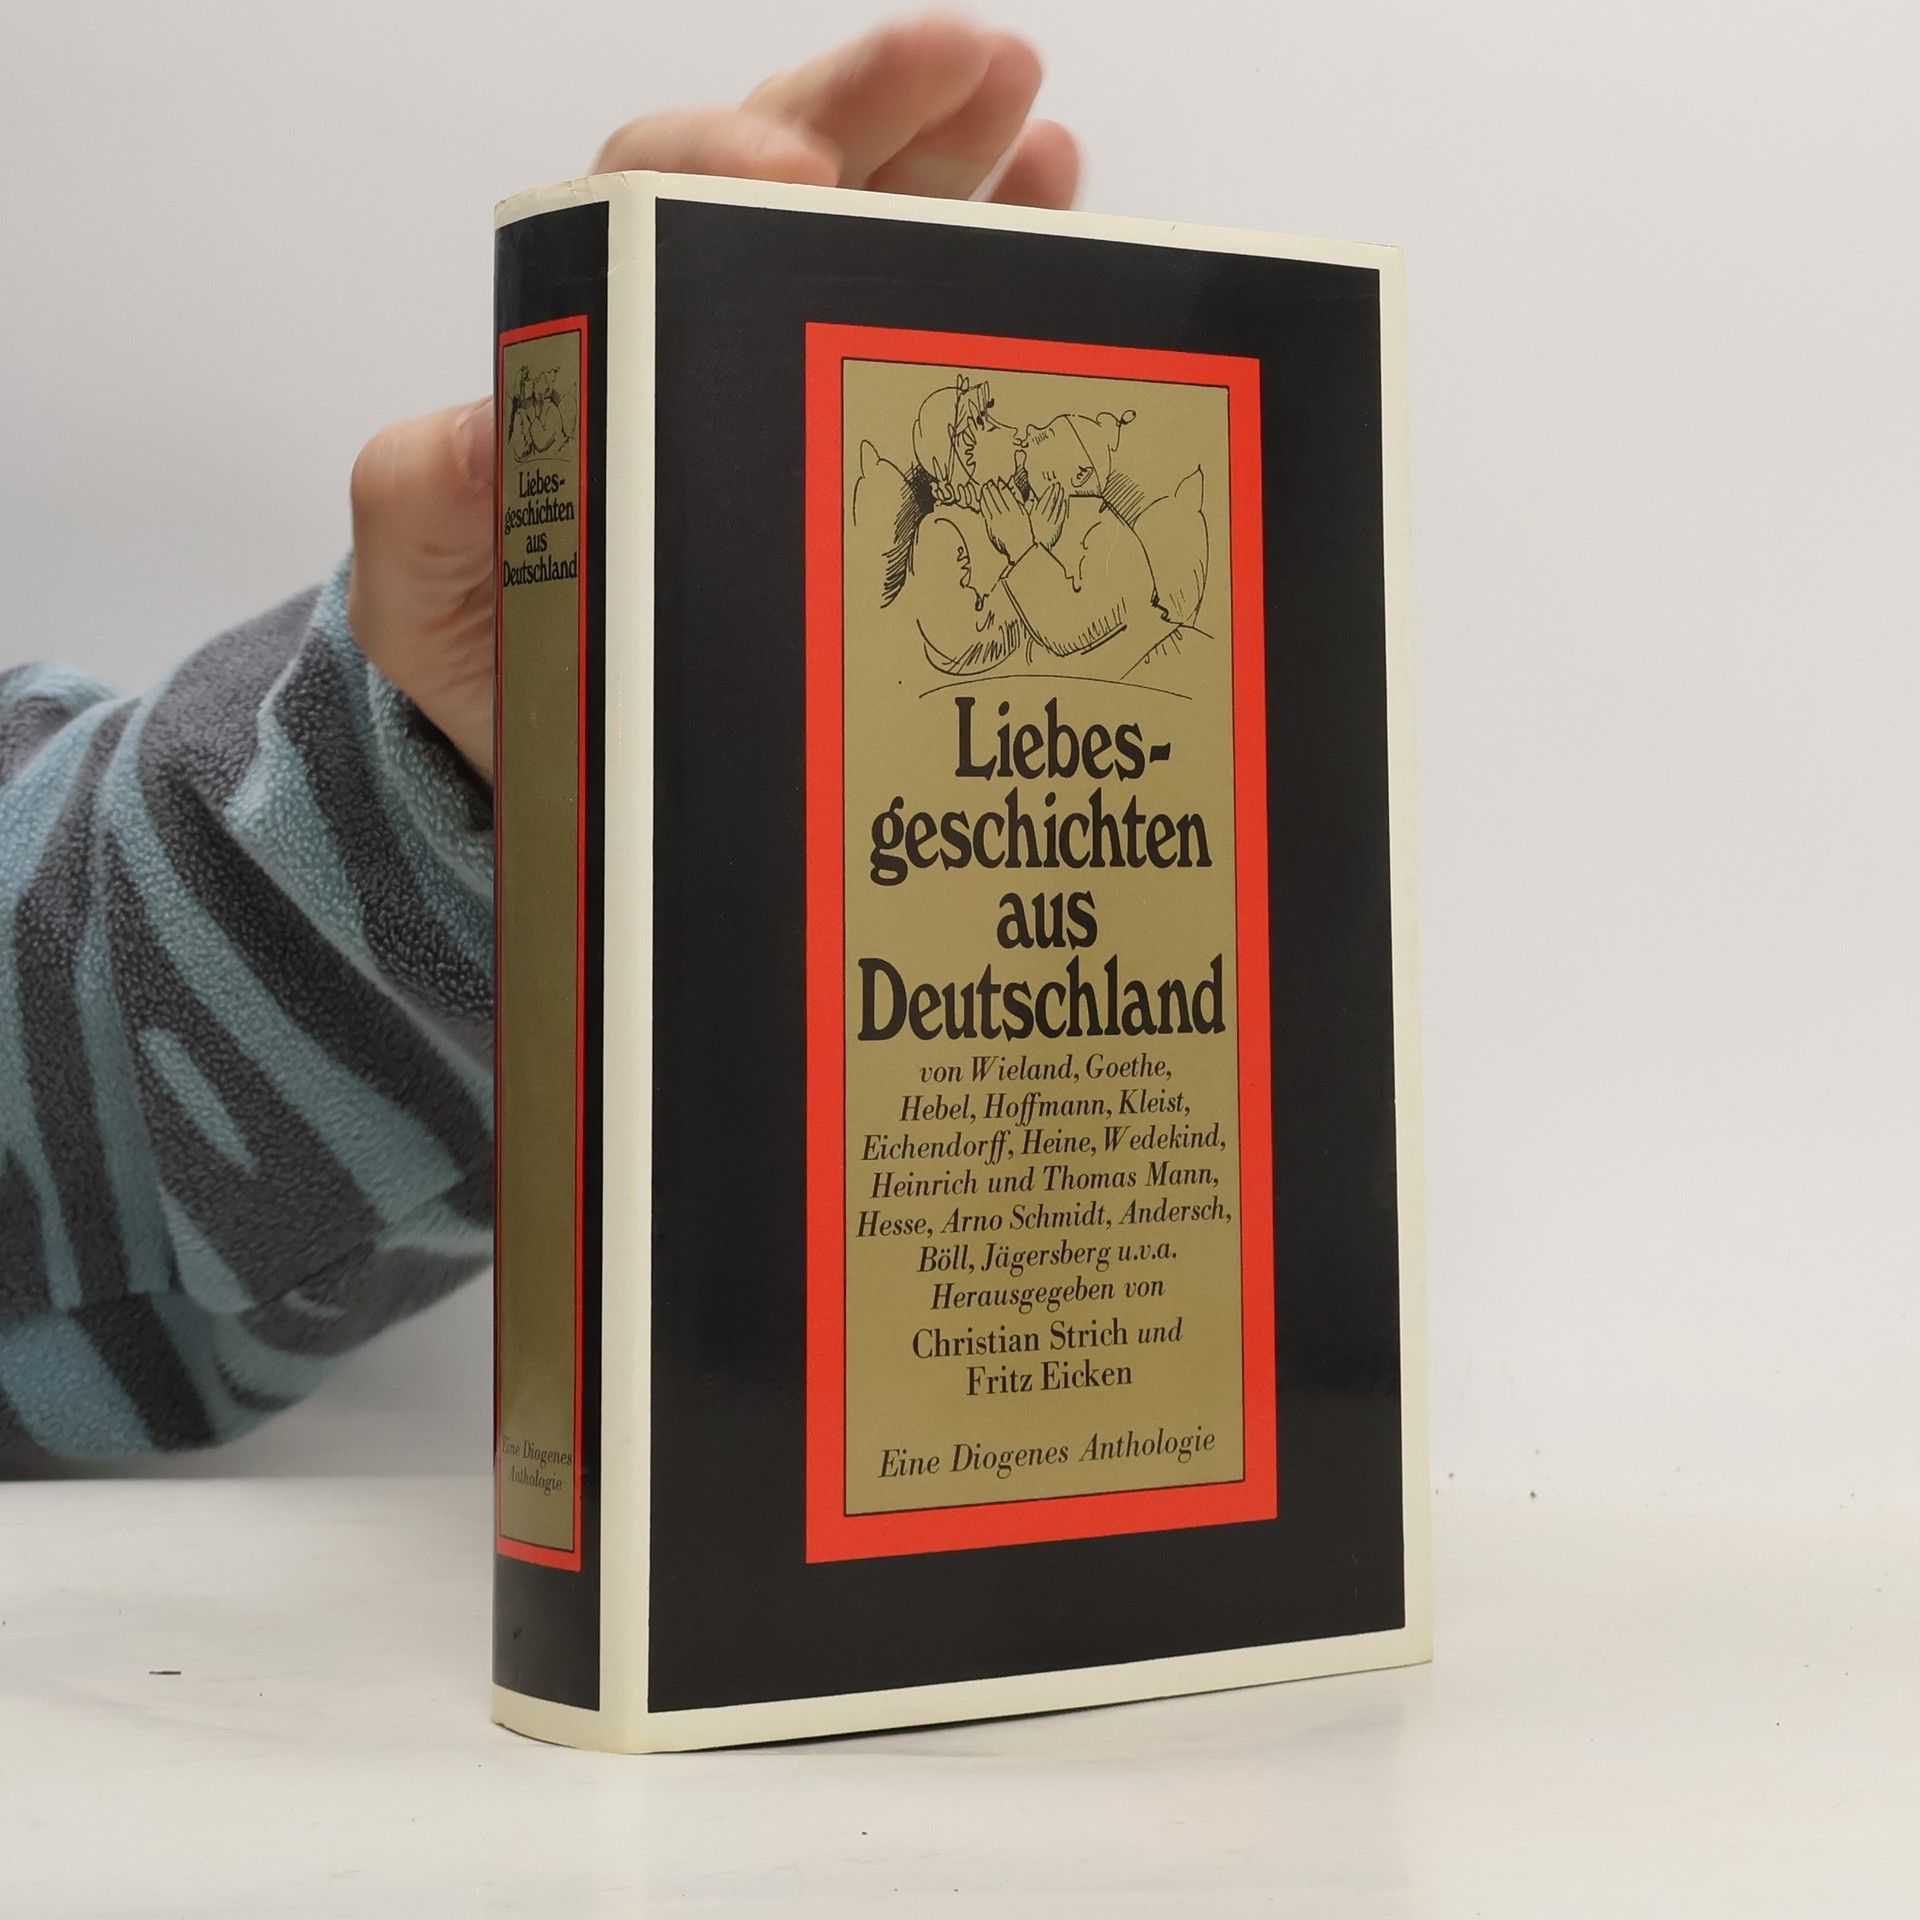 Liebes-
geschichten
aus
Deutschland
Eine Diogenes
Anthologie
Liebes-
geschichten
aus
Deutschland
von Wieland, Goethe,
Hebel, Hoffmann, Kleist,
Eichendorff, Heine, Wedekind,
Heinrich und Thomas Mann,
Hesse, Arno Schmidt, Andersch,
Böll, Jägersberg u.v.a.
Herausgegeben von
Christian Strich und
Fritz Eicken
Eine Diogenes Anthologie